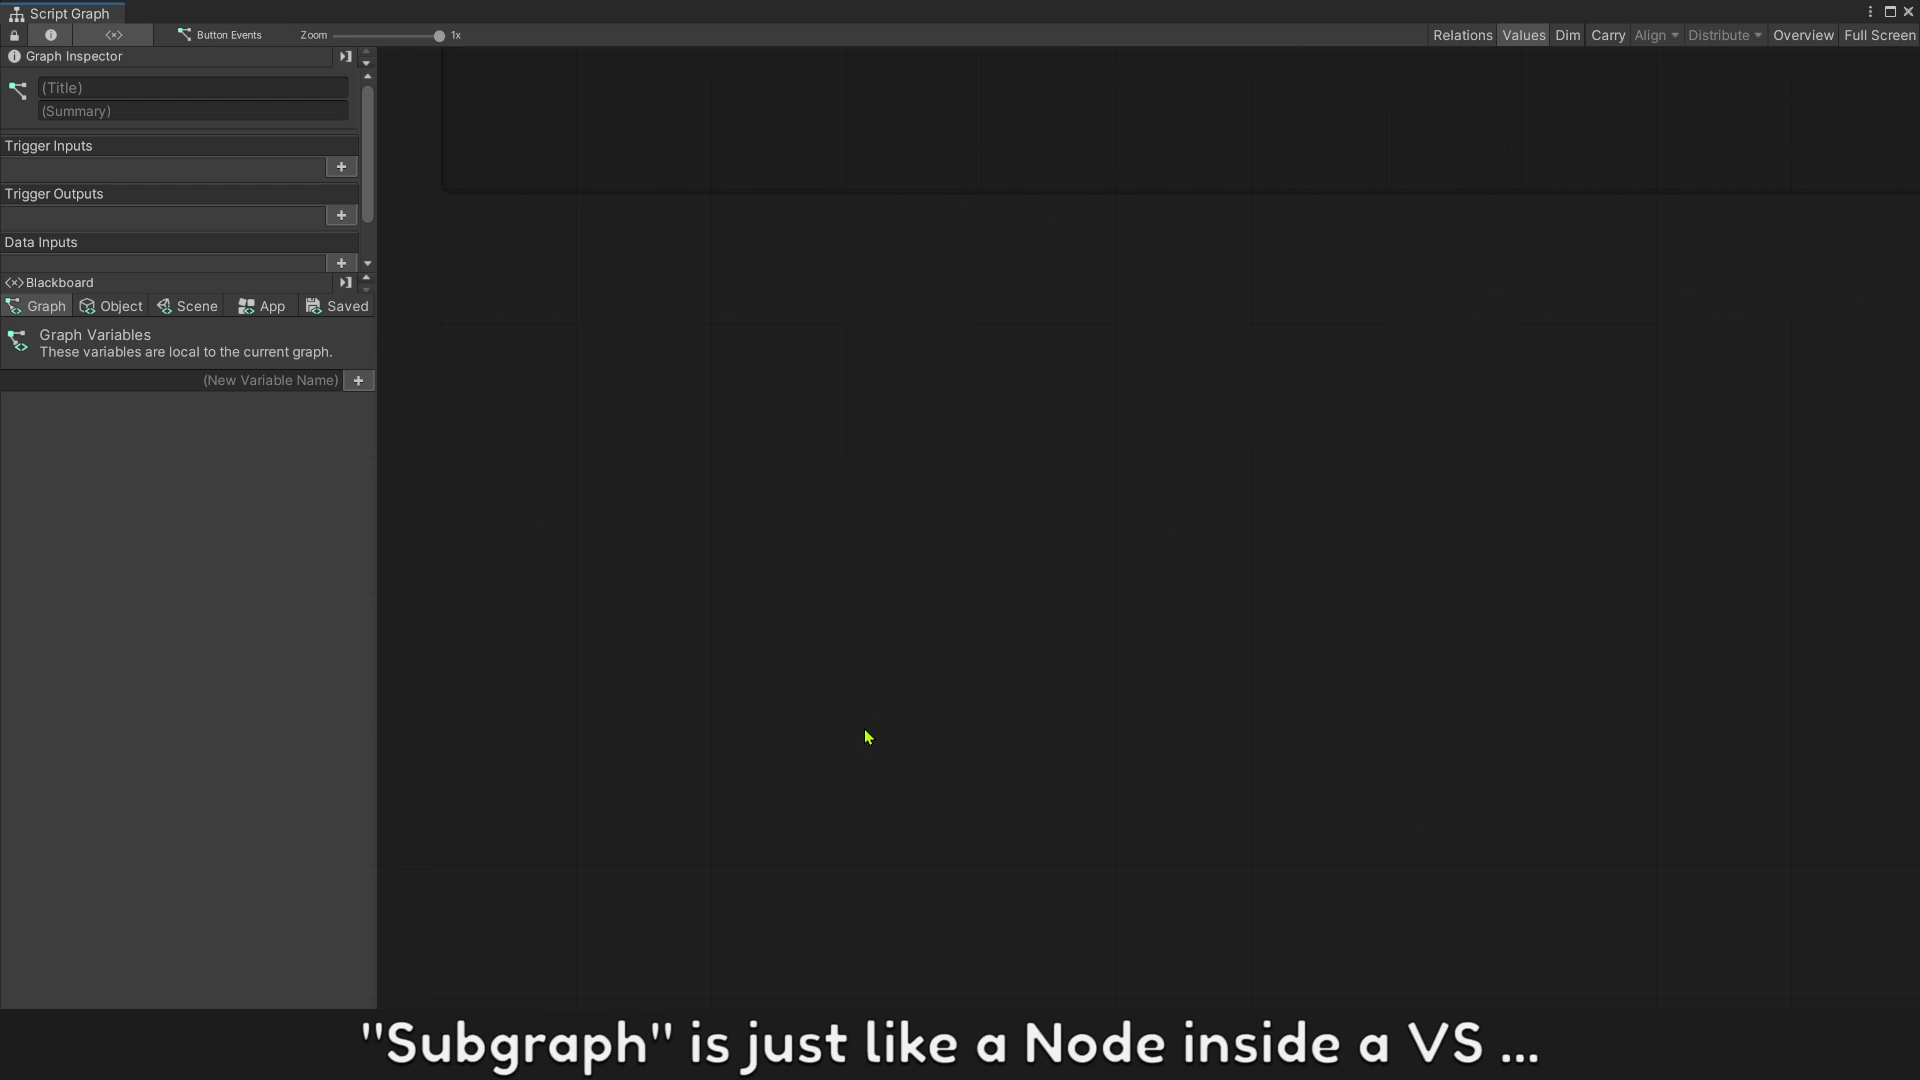 Script Graph
Button Events Zoom 1x Relations Values Dim Carry Align Distribute Overview Full Screen
Graph Inspector
(Title)
(Summary)
Trigger Inputs
Trigger Outputs
Data Inputs
Blackboard
Graph Object Scene App Saved
Graph Variables
These variables are local to the current graph.
(New Variable Name)
"Subgraph" is just like a Node inside a VS ...